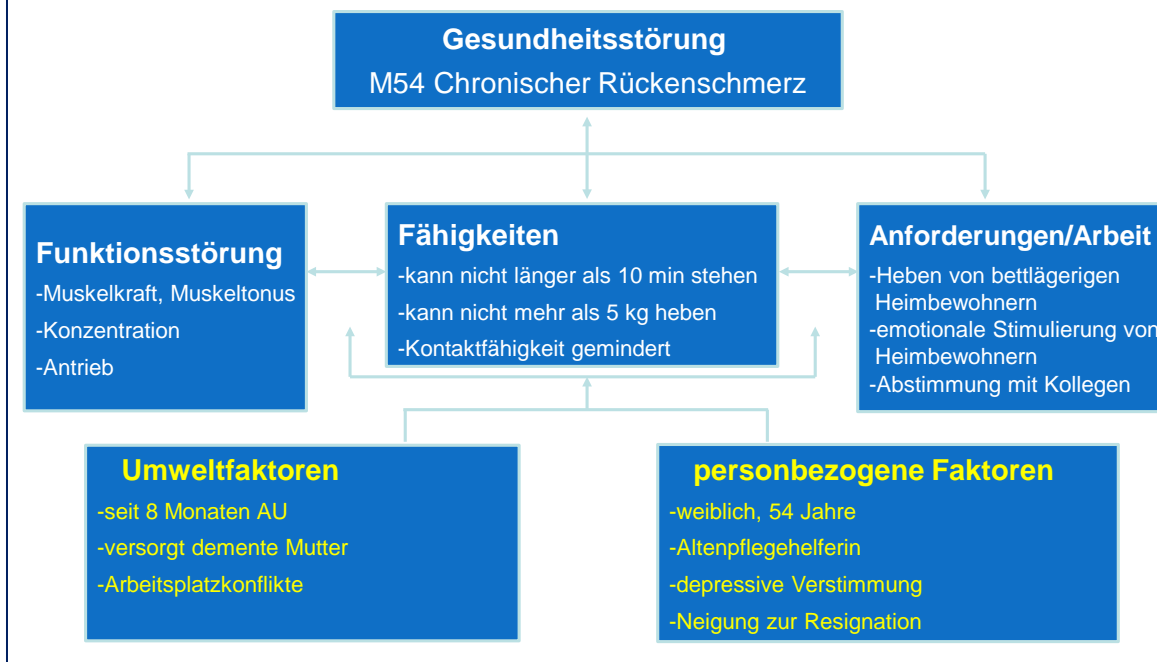 Gesundheitsstörung
M54 Chronischer Rückenschmerz
Funktionsstörung
-Muskelkraft, Muskeltonus
-Konzentration
-Antrieb
Fähigkeiten
-kann nicht länger als 10 min stehen
-kann nicht mehr als 5 kg heben
-Kontaktfähigkeit gemindert
Anforderungen/Arbeit
-Heben von bettlägerigen
Heimbewohnern
-emotionale Stimulierung von
Heimbewohnern
-Abstimmung mit Kollegen
Umweltfaktoren
-seit 8 Monaten AU
-versorgt demente Mutter
-Arbeitsplatzkonflikte
personbezogene Faktoren
-weiblich, 54 Jahre
-Altenpflegehelferin
-depressive Verstimmung
-Neigung zur Resignation